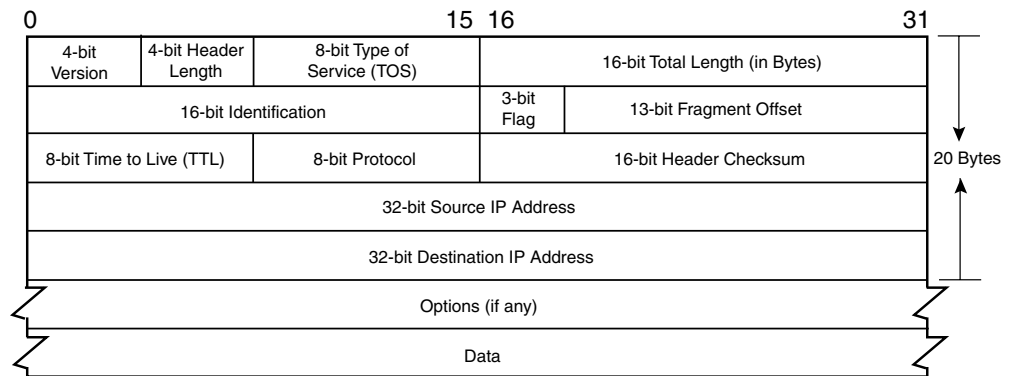 0 15 16 31
4-bit Version 4-bit Header Length 8-bit Type of Service (TOS) 16-bit Total Length (in Bytes)
16-bit Identification 3-bit Flag 13-bit Fragment Offset
8-bit Time to Live (TTL) 8-bit Protocol 16-bit Header Checksum 20 Bytes
32-bit Source IP Address
32-bit Destination IP Address
Options (if any)
Data